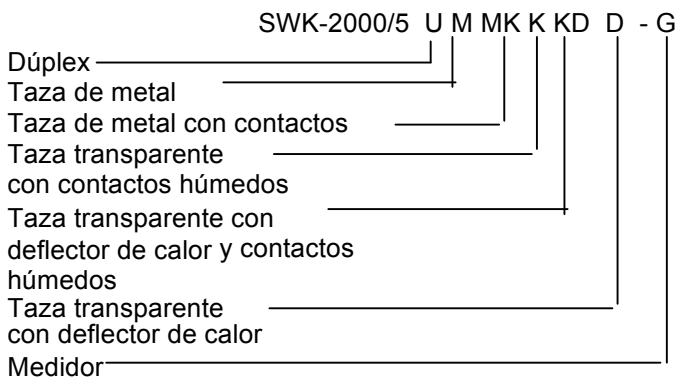 SWK-2000/5 U M MK K KD D - G
Dúplex
Taza de metal
Taza de metal con contactos
Taza transparente
con contactos húmedos
Taza transparente con
deflector de calor y contactos
húmedos
Taza transparente
con deflector de calor
Medidor